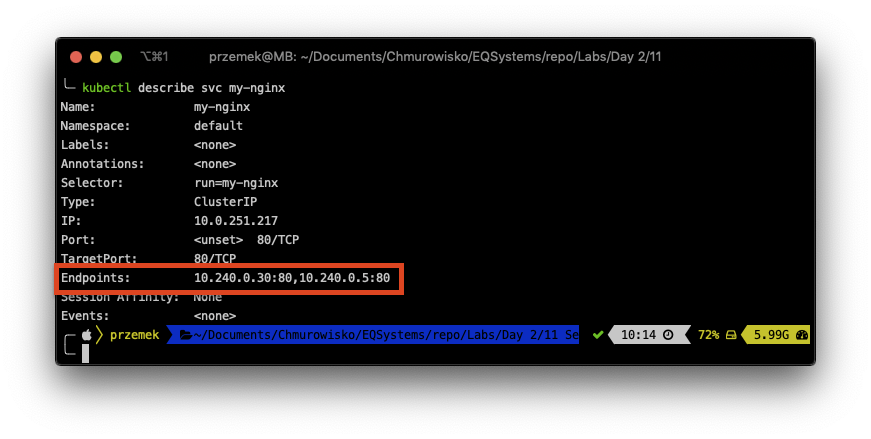 ⌥⌘1 przemek@MB: ~/Documents/Chmurowisko/EQSystems/repo/Labs/Day 2/11
kubectl describe svc my-nginx
Name: my-nginx
Namespace: default
Labels: <none>
Annotations: <none>
Selector: run=my-nginx
Type: ClusterIP
IP: 10.0.251.217
Port: <unset> 80/TCP
TargetPort: 80/TCP
Endpoints: 10.240.0.30:80,10.240.0.5:80
Session Affinity: None
Events: <none>
przemek ~/Documents/Chmurowisko/EQSystems/repo/Labs/Day 2/11 Se ✔ 10:14 72% 5.99G